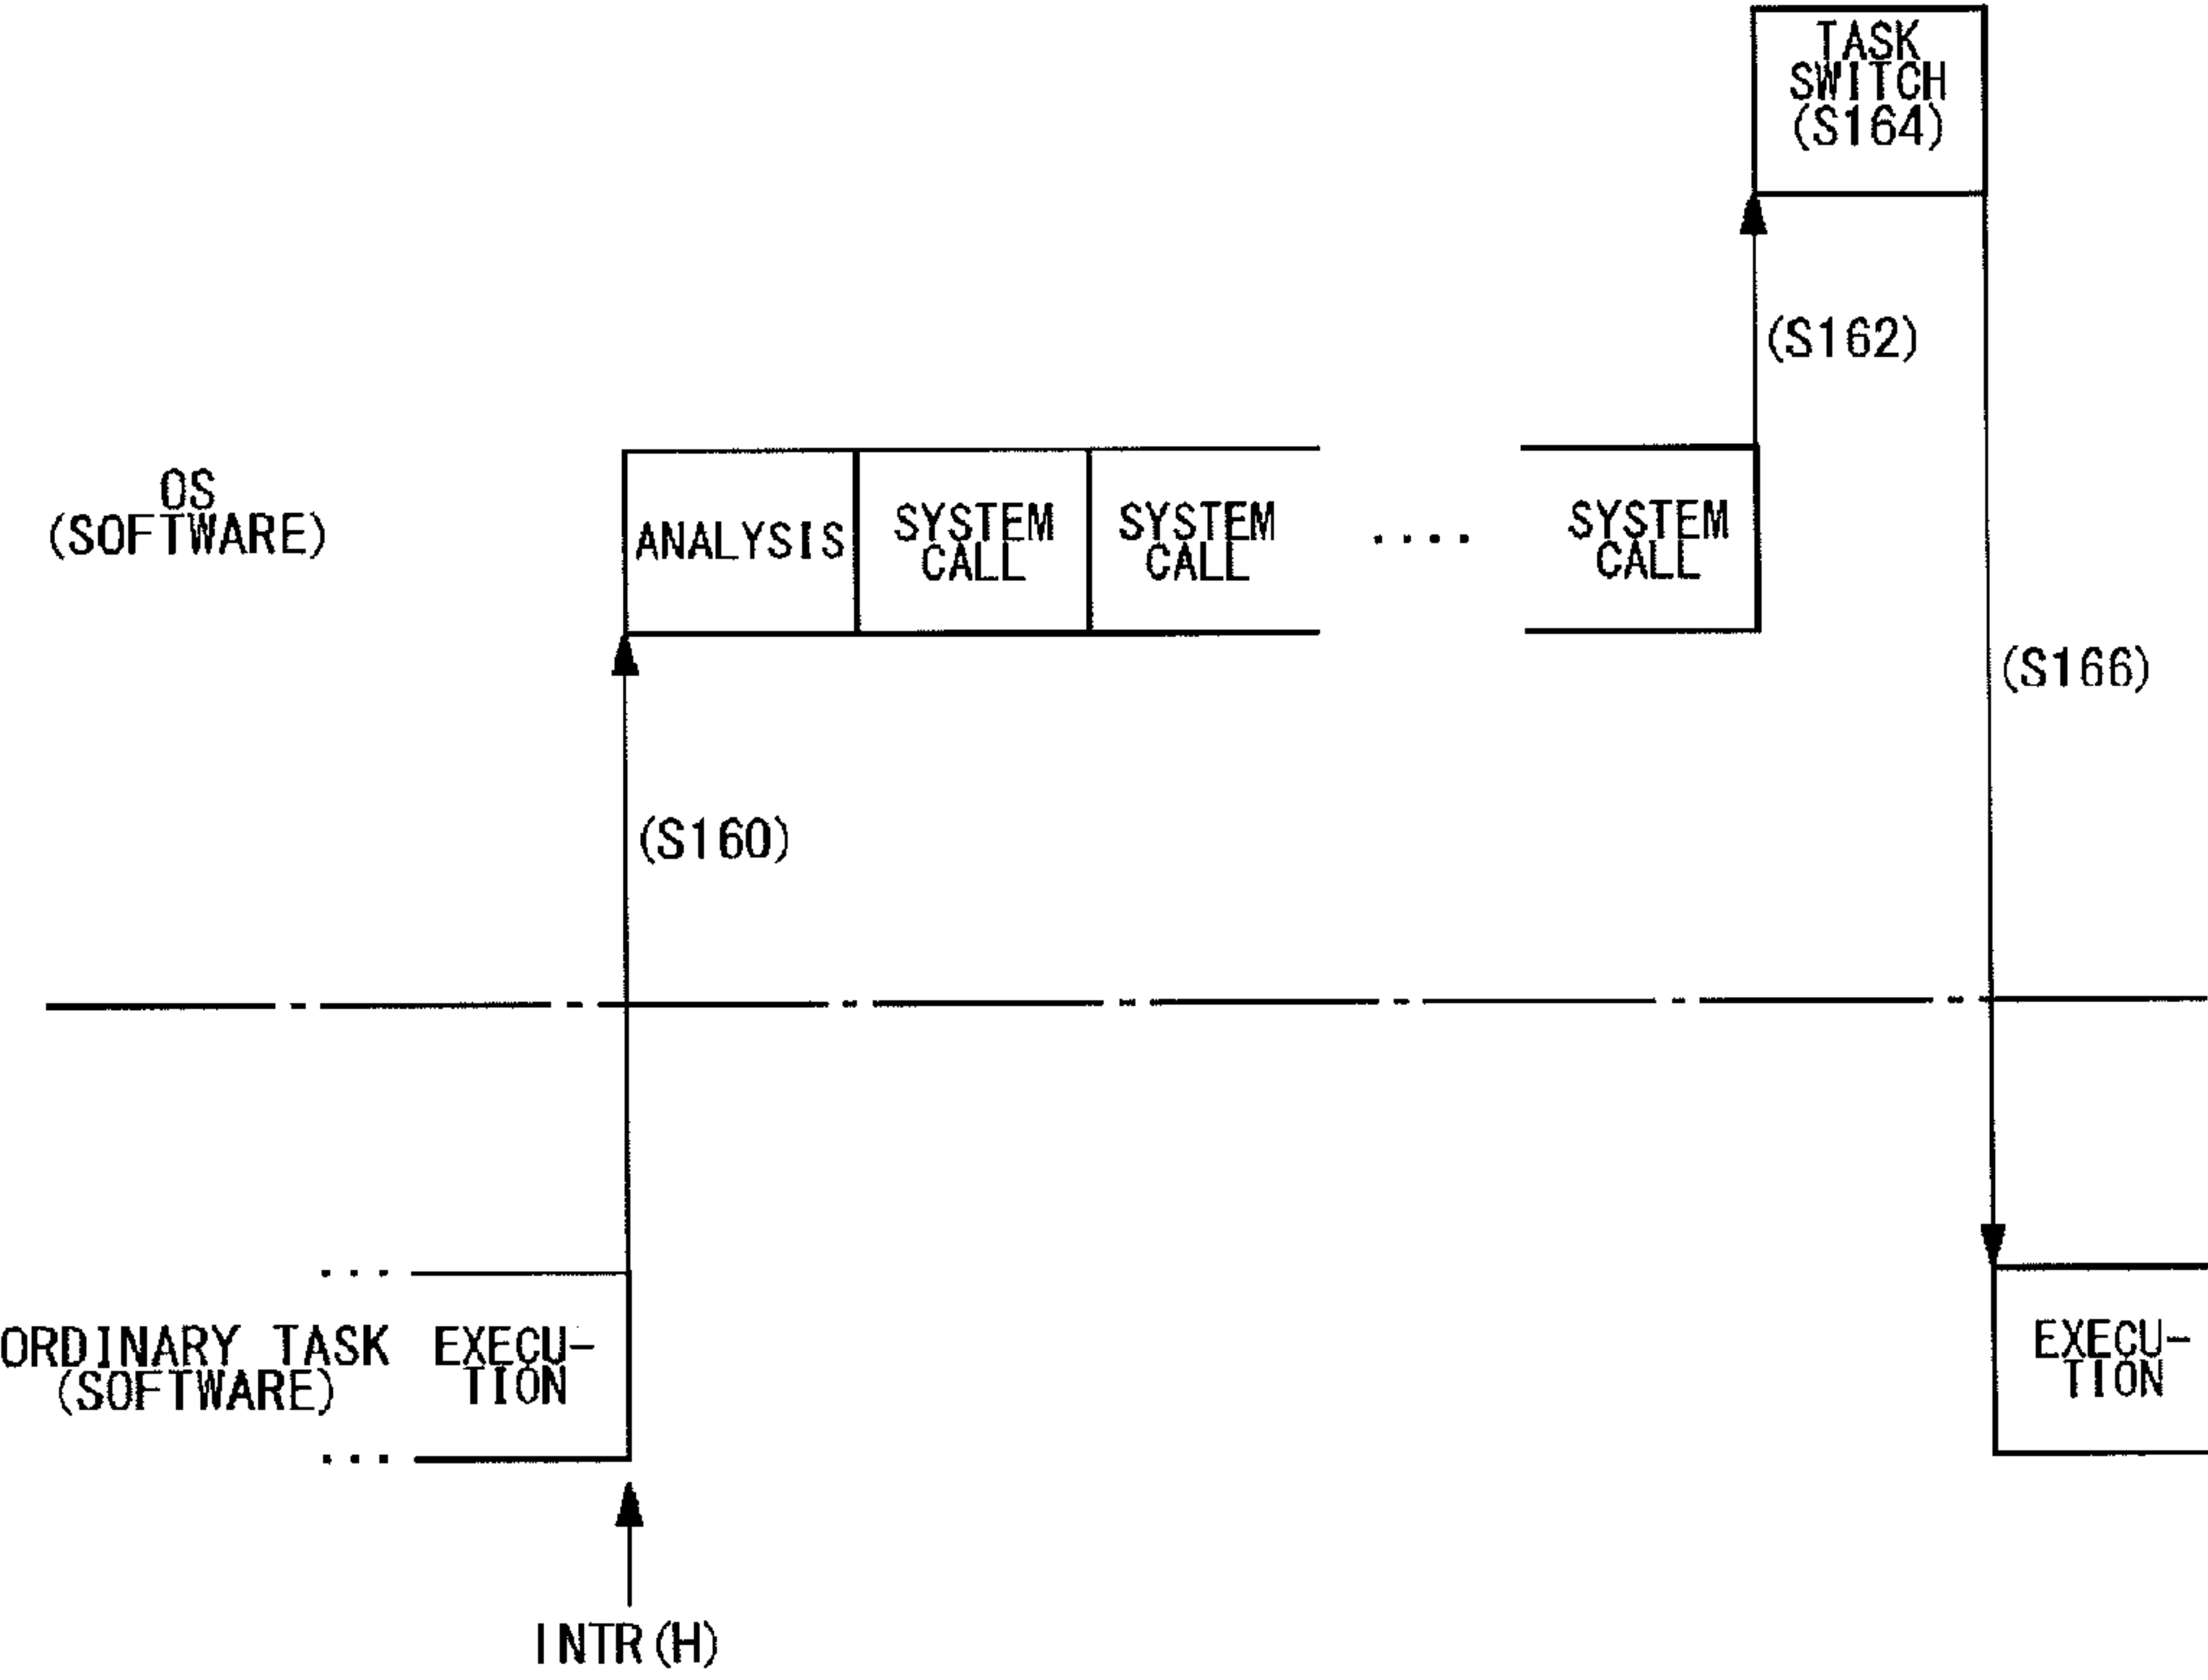 TASK
SWITCH
(S164)
(S162)
OS
(SOFTWARE)
ANALYSIS
SYSTEM
CALL
SYSTEM
CALL
....
SYSTEM
CALL
(S166)
(S160)
...
ORDINARY TASK
(SOFTWARE)
...
EXECU-
TION
EXECU-
TION
INTR(H)